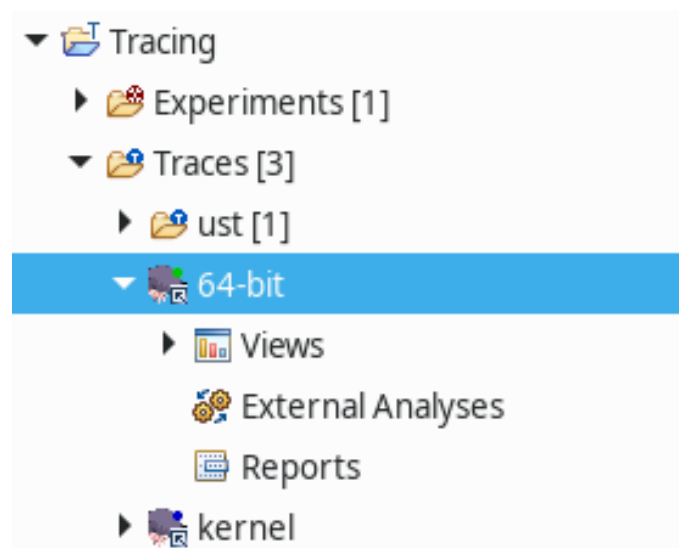 Tracing
Experiments [1]
Traces [3]
ust [1]
64-bit
Views
External Analyses
Reports
kernel